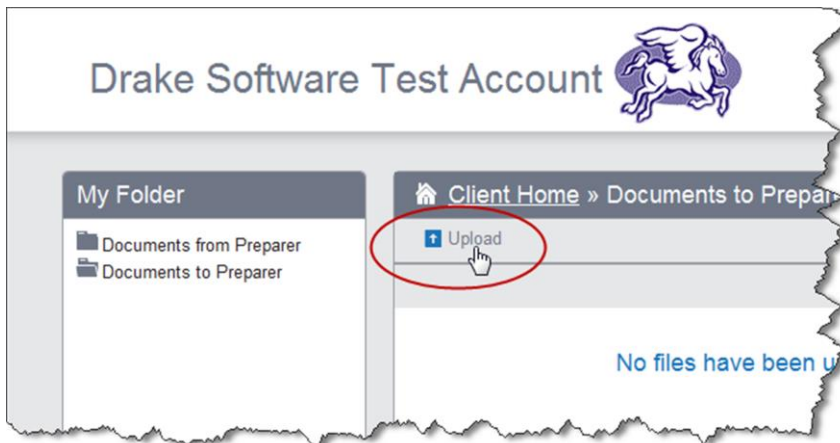 Drake Software Test Account
My Folder
Documents from Preparer
Documents to Preparer
Client Home » Documents to
Upload
No files have been